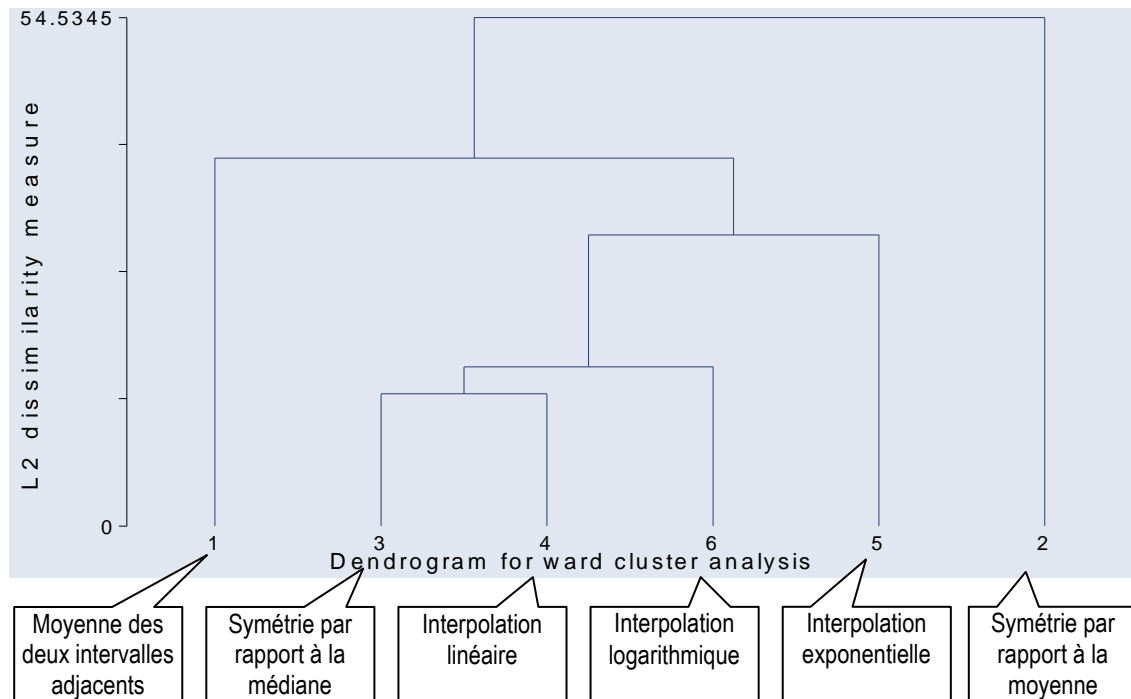 54.5345
L2 dissimilarity measure
0
1 3 4 6 5 2
Dendrogram for ward cluster analysis
Moyenne des
deux intervalles
adjacents
Symétrie par
rapport à la
médiane
Interpolation
linéaire
Interpolation
logarithmique
Interpolation
exponentielle
Symétrie par
rapport à la
moyenne